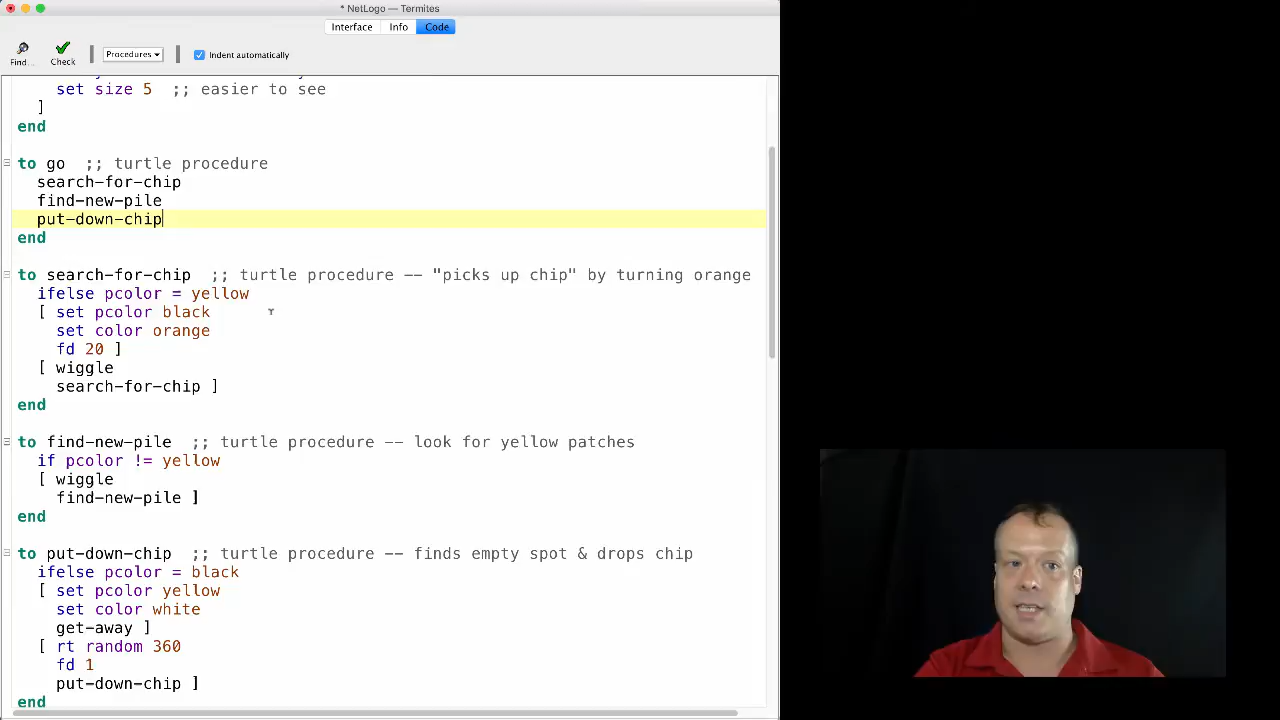 * NetLogo — Termites
Interface Info Code
Find... Check Procedures Indent automatically
set size 5 ;; easier to see
]
end
to go ;; turtle procedure
search-for-chip
find-new-pile
put-down-chip
end
to search-for-chip ;; turtle procedure -- "picks up chip" by turning orange
ifelse pcolor = yellow
[ set pcolor black
set color orange
fd 20 ]
[ wiggle
search-for-chip ]
end
to find-new-pile ;; turtle procedure -- look for yellow patches
if pcolor != yellow
[ wiggle
find-new-pile ]
end
to put-down-chip ;; turtle procedure -- finds empty spot & drops chip
ifelse pcolor = black
[ set pcolor yellow
set color white
get-away ]
[ rt random 360
fd 1
put-down-chip ]
end